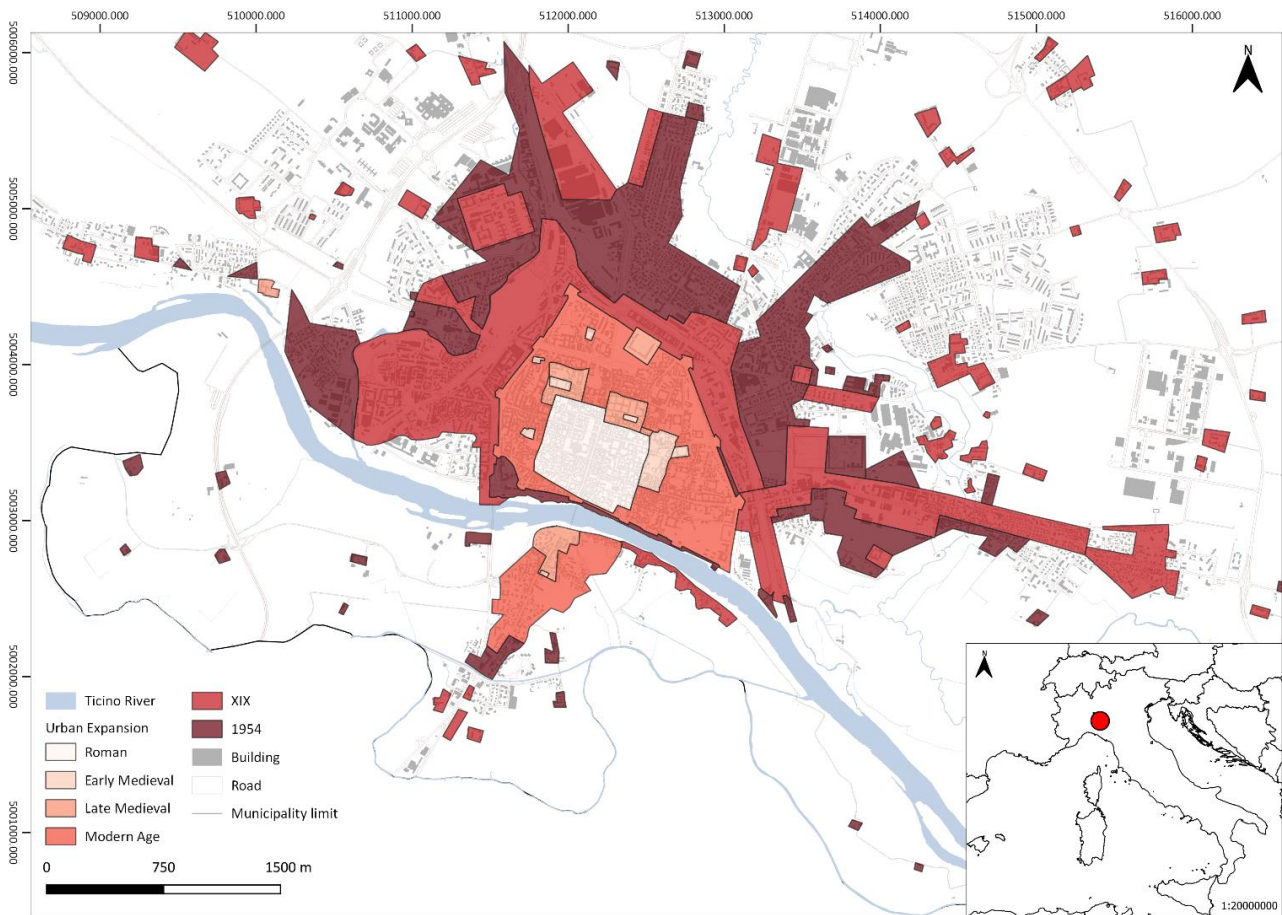 509000.000 510000.000 511000.000 512000.000 513000.000 514000.000 515000.000 516000.000
5006000.000
5005000.000
5004000.000
5003000.000
5002000.000
5001000.000
N
Ticino River
Urban Expansion
Roman
Early Medieval
Late Medieval
Modern Age
XIX
1954
Building
Road
Municipality limit
0 750 1500 m
N
1:20000000